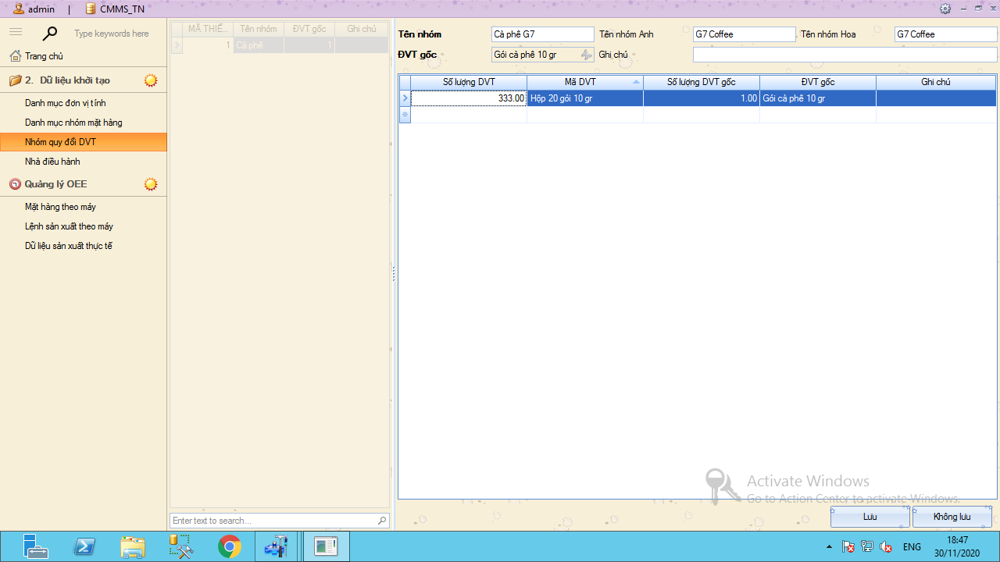 admin | CMMS_TN
Type keywords here
Trang chủ
2. Dữ liệu khởi tạo
Danh mục đơn vị tính
Danh mục nhóm mặt hàng
Nhóm quy đổi DVT
Nhà điều hành
Quảng lý OEE
Mặt hàng theo máy
Lệnh sản xuất theo máy
Dữ liệu sản xuất thực tế
MÃ THIẾ... Tên nhóm ĐVT gốc Ghi chú
1 Cà phê 1
Enter text to search...
Tên nhóm Cà phê G7 Tên nhóm Anh G7 Coffee Tên nhóm Hoa G7 Coffee
ĐVT gốc Gói cà phê 10 gr Ghi chú
Số lượng DVT Mã DVT Số lượng DVT gốc ĐVT gốc Ghi chú
333.00 Hộp 20 gói 10 gr 1.00 Gói cà phê 10 gr
Activate Windows
Go to Action Center to activate Windows.
Lưu Không lưu
ENG 18:47
30/11/2020